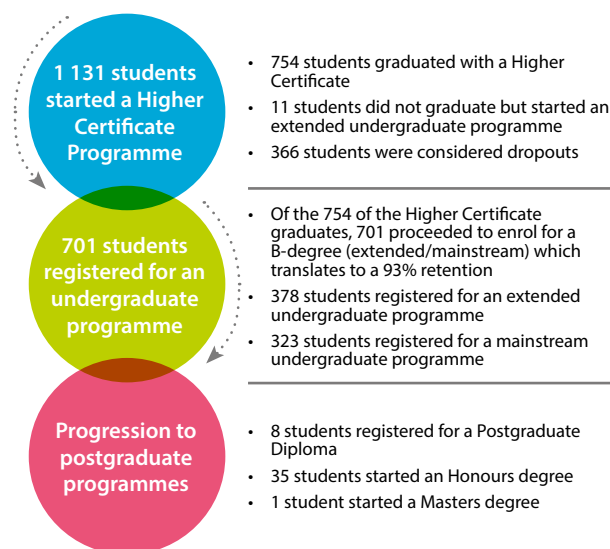 1 131 students
started a Higher
Certificate
Programme
• 754 students graduated with a Higher
Certificate
• 11 students did not graduate but started an
extended undergraduate programme
• 366 students were considered dropouts
701 students
registered for an
undergraduate
programme
• Of the 754 of the Higher Certificate
graduates, 701 proceeded to enrol for a
B-degree (extended/mainstream) which
translates to a 93% retention
• 378 students registered for an extended
undergraduate programme
• 323 students registered for a mainstream
undergraduate programme
Progression to
postgraduate
programmes
• 8 students registered for a Postgraduate
Diploma
• 35 students started an Honours degree
• 1 student started a Masters degree